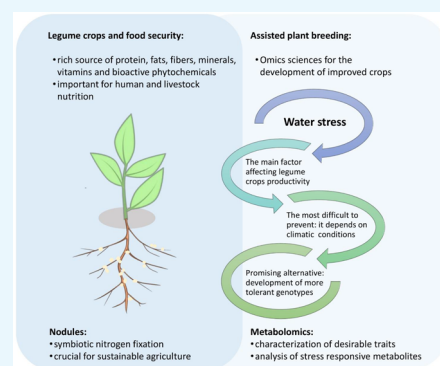 Legume crops and food security:
•rich source of protein, fats, fibers, minerals,
vitamins and bioactive phytochemicals
•important for human and livestock
nutrition
Nodules:
•symbiotic nitrogen fixation
•crucial for sustainable agriculture
Assisted plant breeding:
•Omics sciences for the
development of improved crops
Water stress
The main factor
affecting legume
crops productivity
The most difficult to
prevent: it depends on
climatic conditions
Promising alternative:
development of more
tolerant genotypes
Metabolomics:
•characterization of desirable traits
•analysis of stress responsive metabolites